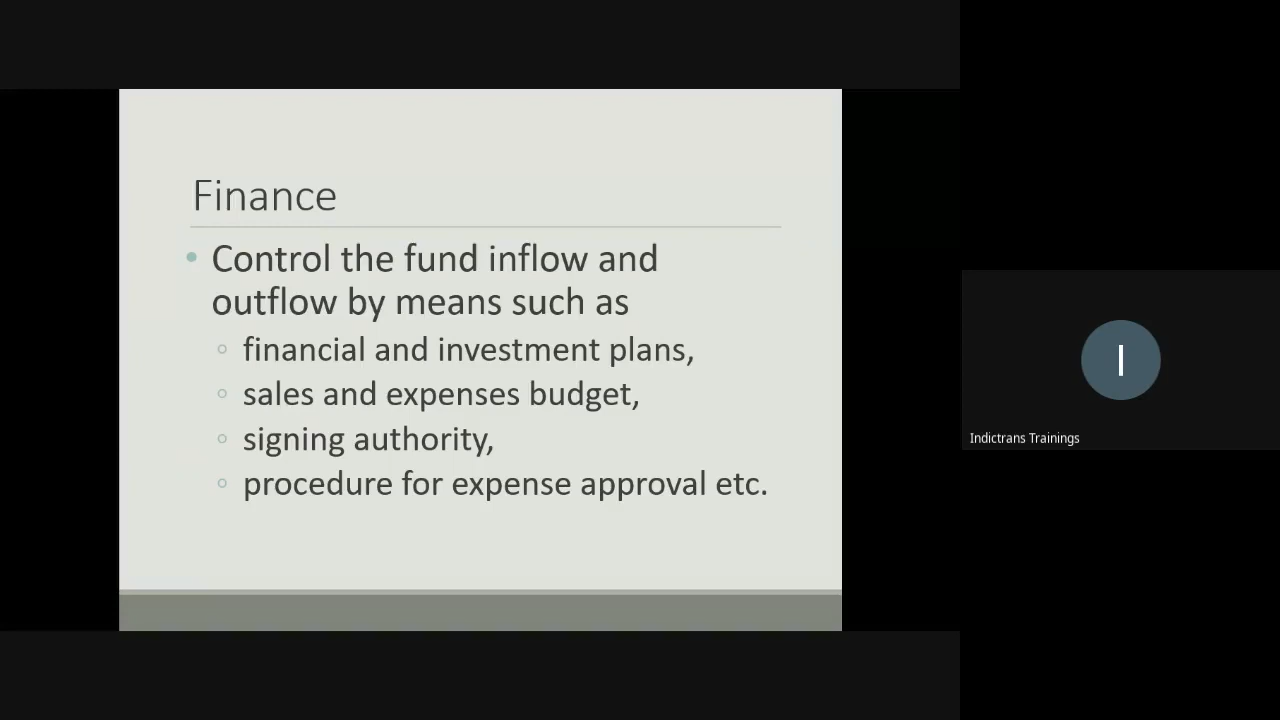 Finance
• Control the fund inflow and
outflow by means such as
◦ financial and investment plans,
◦ sales and expenses budget,
◦ signing authority,
◦ procedure for expense approval etc.
I
Indictrans Trainings